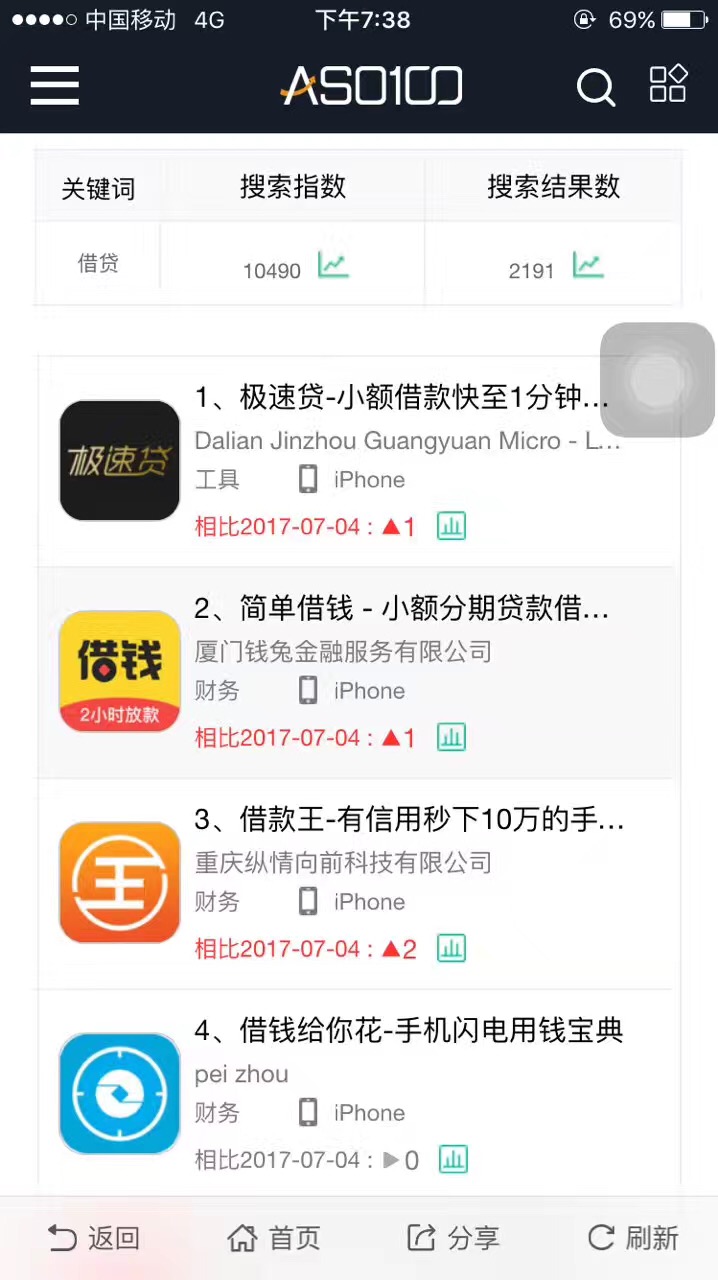 中国移动 4G 下午7:38 69%
ASO100
关键词 搜索指数 搜索结果数
借贷 10490 2191
极速贷
1、极速贷-小额借款快至1分钟...
Dalian Jinzhou Guangyuan Micro - L...
工具 iPhone
相比2017-07-04 : ▲1
借钱
2小时放款
2、简单借钱 - 小额分期贷款借...
厦门钱兔金融服务有限公司
财务 iPhone
相比2017-07-04 : ▲1
王
3、借款王-有信用秒下10万的手...
重庆纵情向前科技有限公司
财务 iPhone
相比2017-07-04 : ▲2
4、借钱给你花-手机闪电用钱宝典
pei zhou
财务 iPhone
相比2017-07-04 : ▶0
返回 首页 分享 刷新